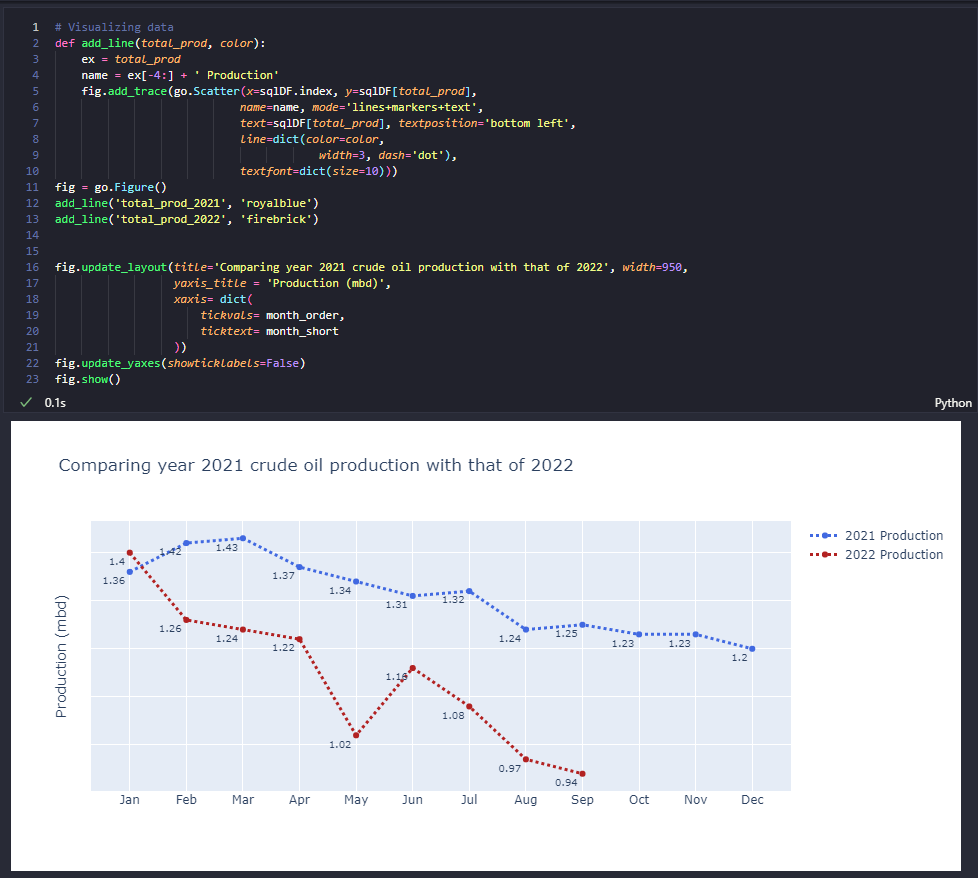 1 # Visualizing data
2 def add_line(total_prod, color):
3 ex = total_prod
4 name = ex[-4:] + ' Production'
5 fig.add_trace(go.Scatter(x=sqlDF.index, y=sqlDF[total_prod],
6 name=name, mode='lines+markers+text',
7 text=sqlDF[total_prod], textposition='bottom left',
8 line=dict(color=color,
9 width=3, dash='dot'),
10 textfont=dict(size=10)))
11 fig = go.Figure()
12 add_line('total_prod_2021', 'royalblue')
13 add_line('total_prod_2022', 'firebrick')
14
15
16 fig.update_layout(title='Comparing year 2021 crude oil production with that of 2022', width=950,
17 yaxis_title = 'Production (mbd)',
18 xaxis= dict(
19 tickvals= month_order,
20 ticktext= month_short
21 ))
22 fig.update_yaxes(showticklabels=False)
23 fig.show()
0.1s
Python
Comparing year 2021 crude oil production with that of 2022
2021 Production
2022 Production
Production (mbd)
1.36
1.42
1.43
1.37
1.34
1.31
1.32
1.24
1.25
1.23
1.23
1.2
1.4
1.26
1.24
1.22
1.02
1.16
1.08
0.97
0.94
Jan Feb Mar Apr May Jun Jul Aug Sep Oct Nov Dec